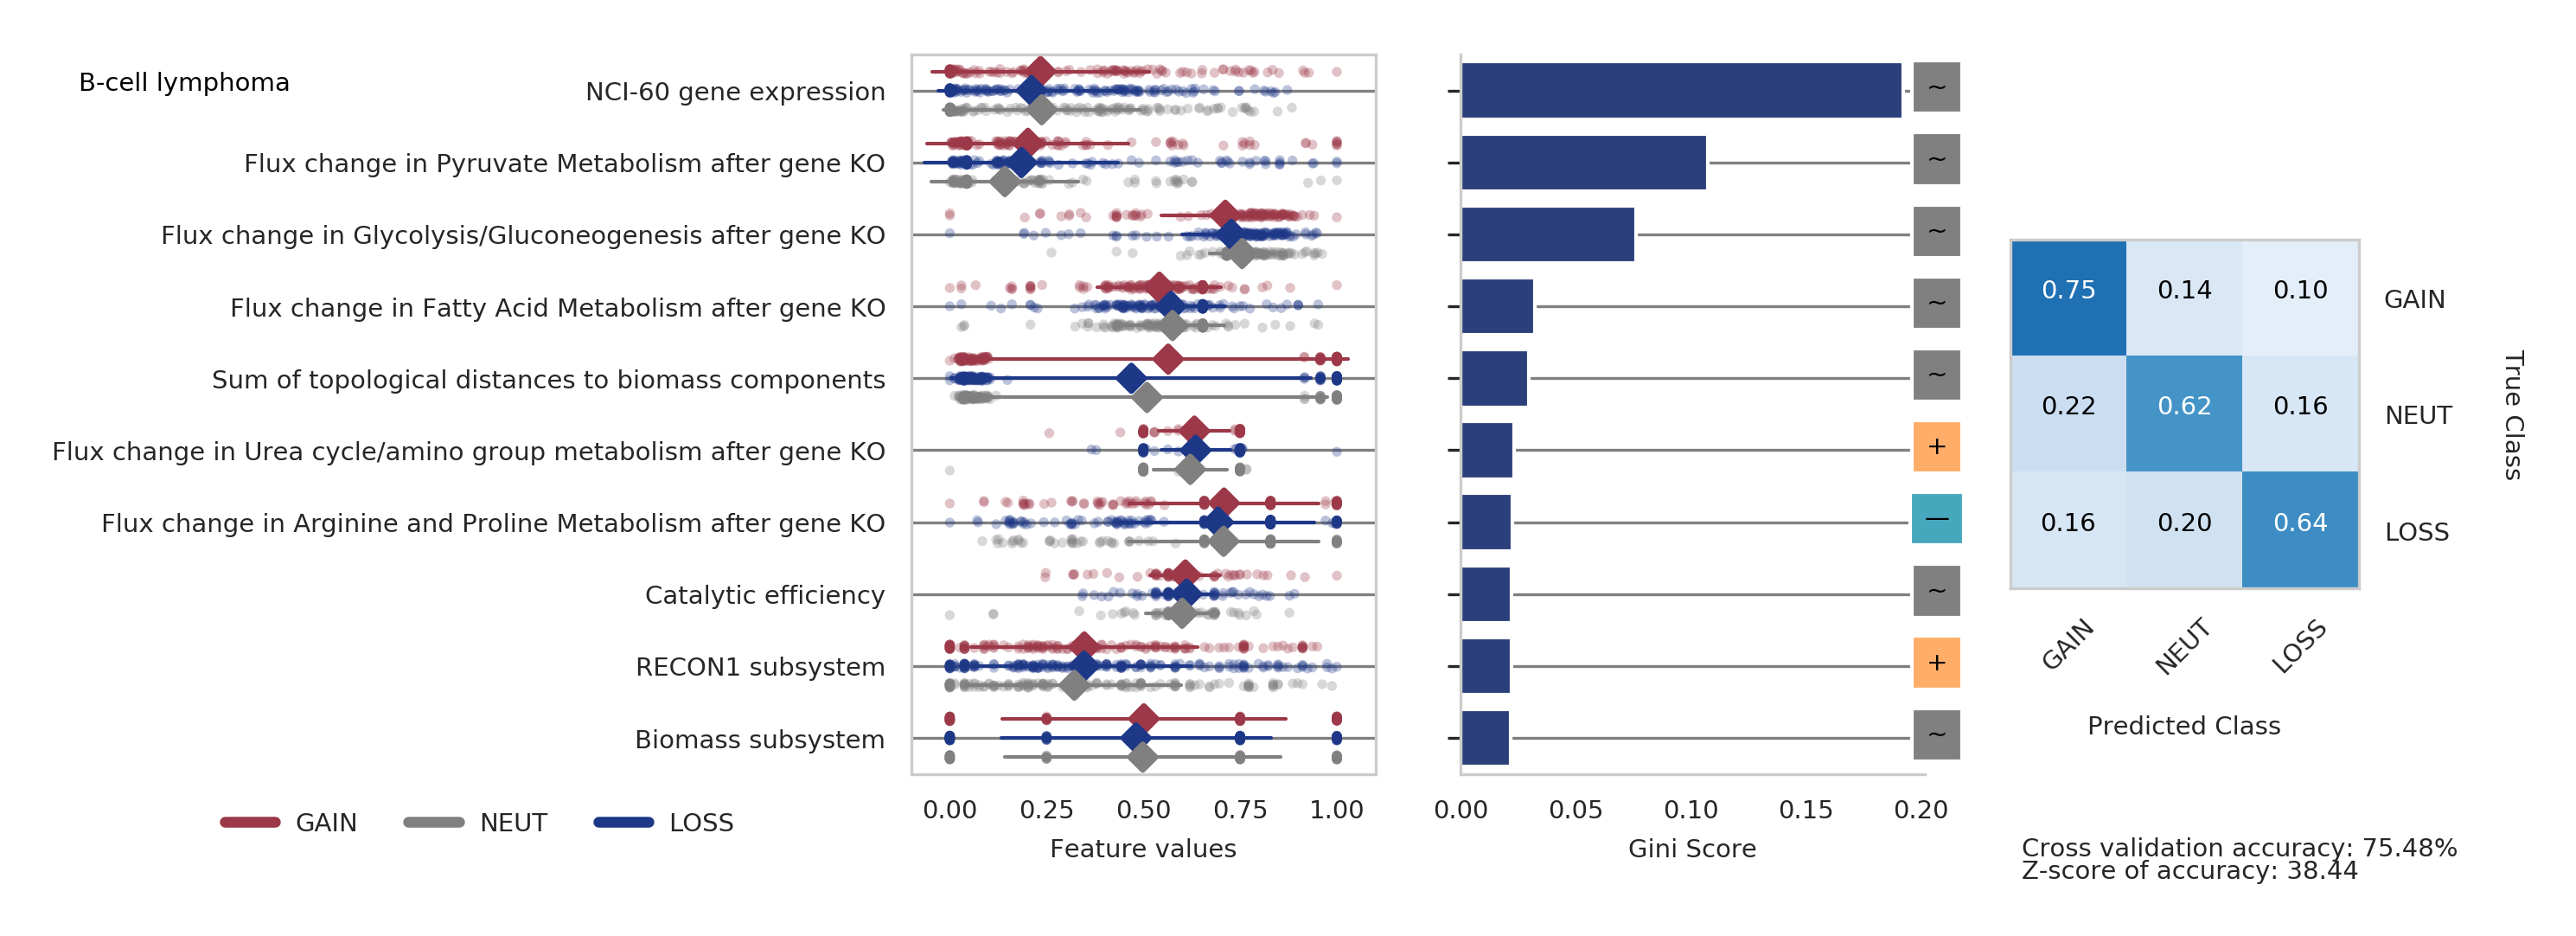 B-cell lymphoma
NCI-60 gene expression
Flux change in Pyruvate Metabolism after gene KO
Flux change in Glycolysis/Gluconeogenesis after gene KO
Flux change in Fatty Acid Metabolism after gene KO
Sum of topological distances to biomass components
Flux change in Urea cycle/amino group metabolism after gene KO
Flux change in Arginine and Proline Metabolism after gene KO
Catalytic efficiency
RECON1 subsystem
Biomass subsystem
GAIN NEUT LOSS
0.00 0.25 0.50 0.75 1.00
Feature values
~
~
~
~
~
+
—
~
+
~
0.00 0.05 0.10 0.15 0.20
Gini Score
0.75 0.14 0.10 GAIN
0.22 0.62 0.16 NEUT
0.16 0.20 0.64 LOSS
True Class
GAIN NEUT LOSS
Predicted Class
Cross validation accuracy: 75.48%
Z-score of accuracy: 38.44